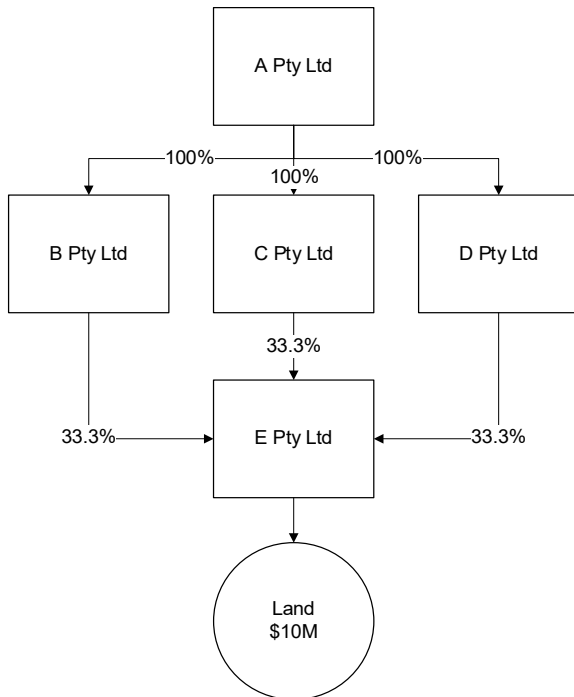 A Pty Ltd
100%
100%
100%
B Pty Ltd
C Pty Ltd
D Pty Ltd
33.3%
33.3%
E Pty Ltd
33.3%
Land
$10M